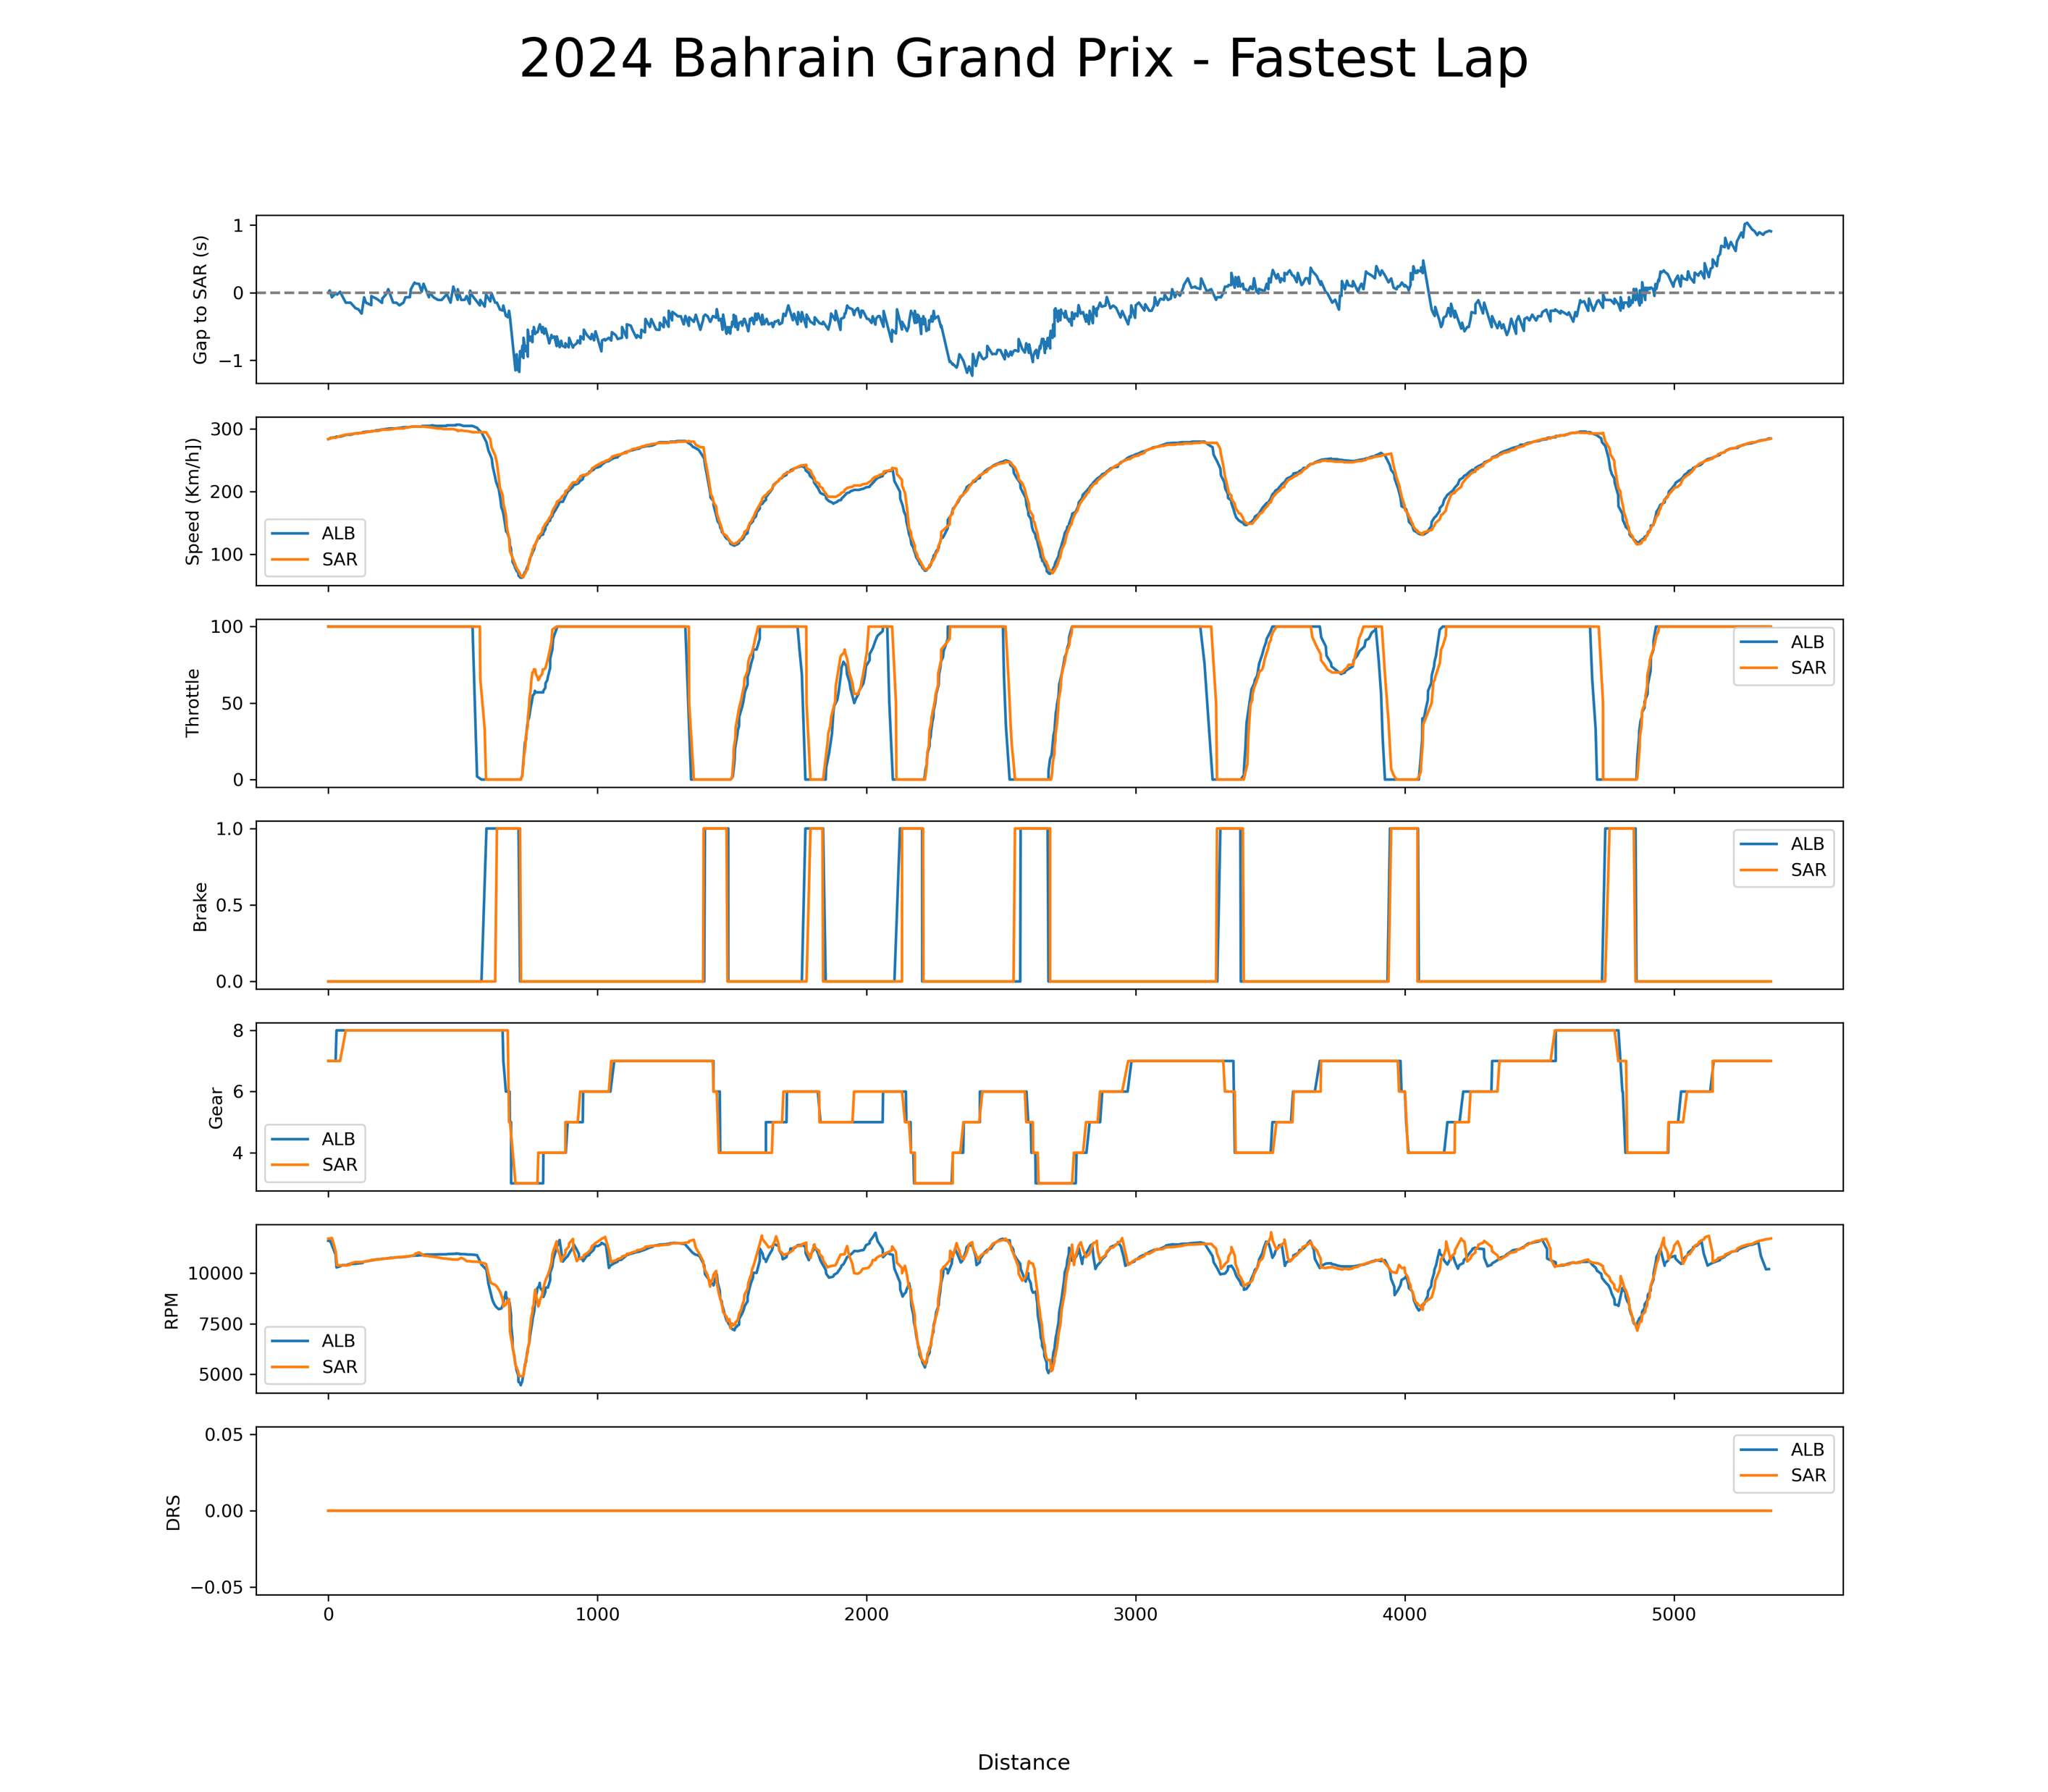 2024 Bahrain Grand Prix - Fastest Lap
Gap to SAR (s)
1
0
−1
Speed (Km/h])
300
200
100
ALB
SAR
Throttle
100
50
0
ALB
SAR
Brake
1.0
0.5
0.0
ALB
SAR
Gear
8
6
4
ALB
SAR
RPM
10000
7500
5000
ALB
SAR
DRS
0.05
0.00
−0.05
ALB
SAR
0 1000 2000 3000 4000 5000
Distance